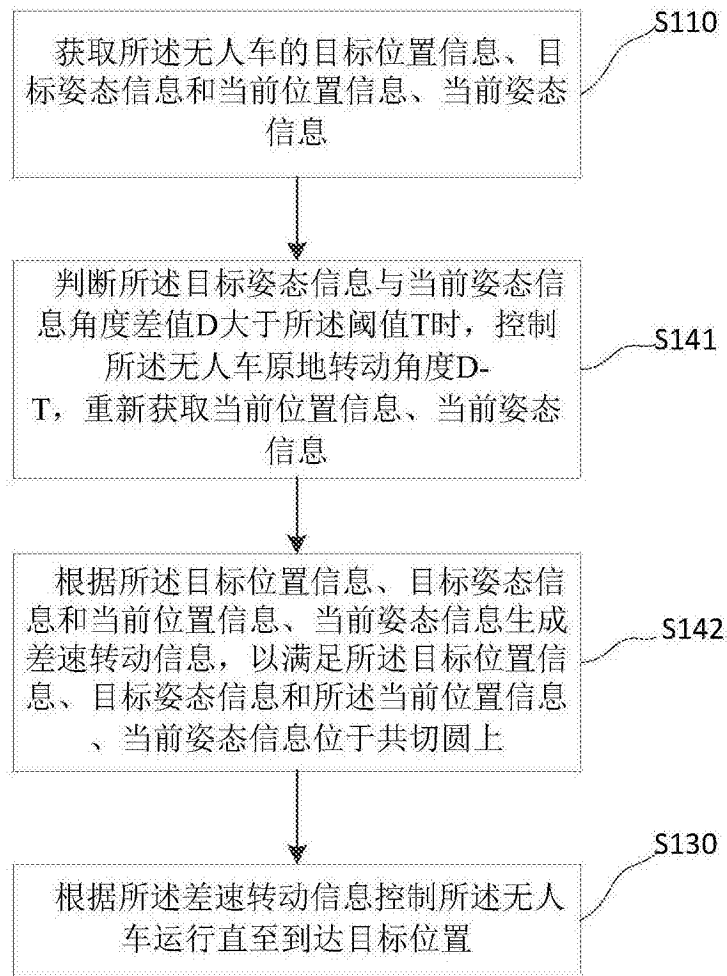 S110
获取所述无人车的目标位置信息、目
标姿态信息和当前位置信息、当前姿态
信息
判断所述目标姿态信息与当前姿态信
息角度差值D大于所述阈值T时，控制
所述无人车原地转动角度D-
T，重新获取当前位置信息、当前姿态
信息
S141
根据所述目标位置信息、目标姿态信
息和当前位置信息、当前姿态信息生成
差速转动信息，以满足所述目标位置信
息、目标姿态信息和所述当前位置信息
、当前姿态信息位于共切圆上
S142
根据所述差速转动信息控制所述无人
车运行直至到达目标位置
S130